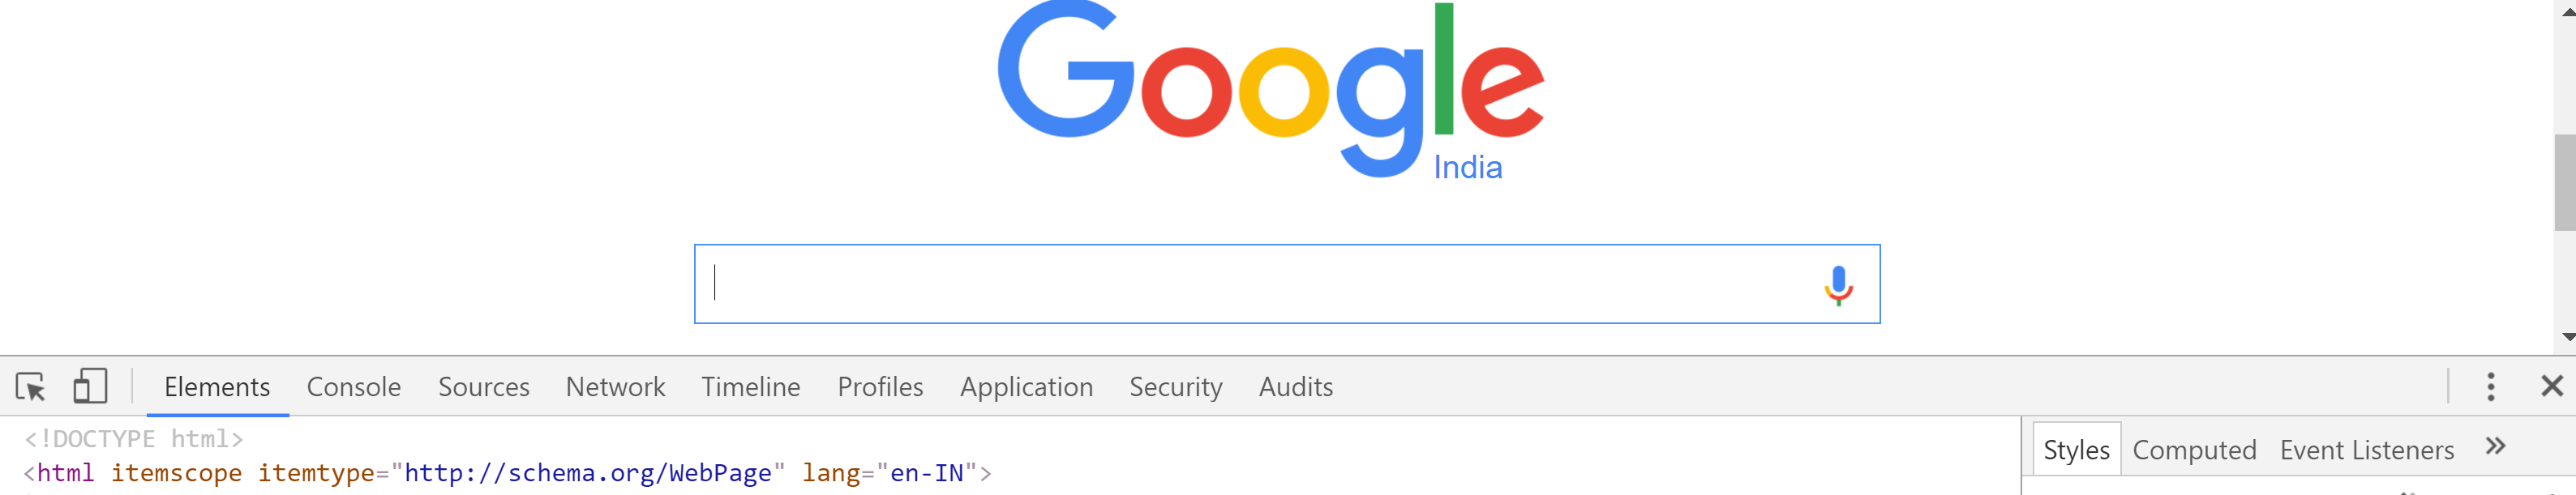 Google
India
Elements Console Sources Network Timeline Profiles Application Security Audits
<!DOCTYPE html>
<html itemscope itemtype="http://schema.org/WebPage" lang="en-IN">
Styles Computed Event Listeners »